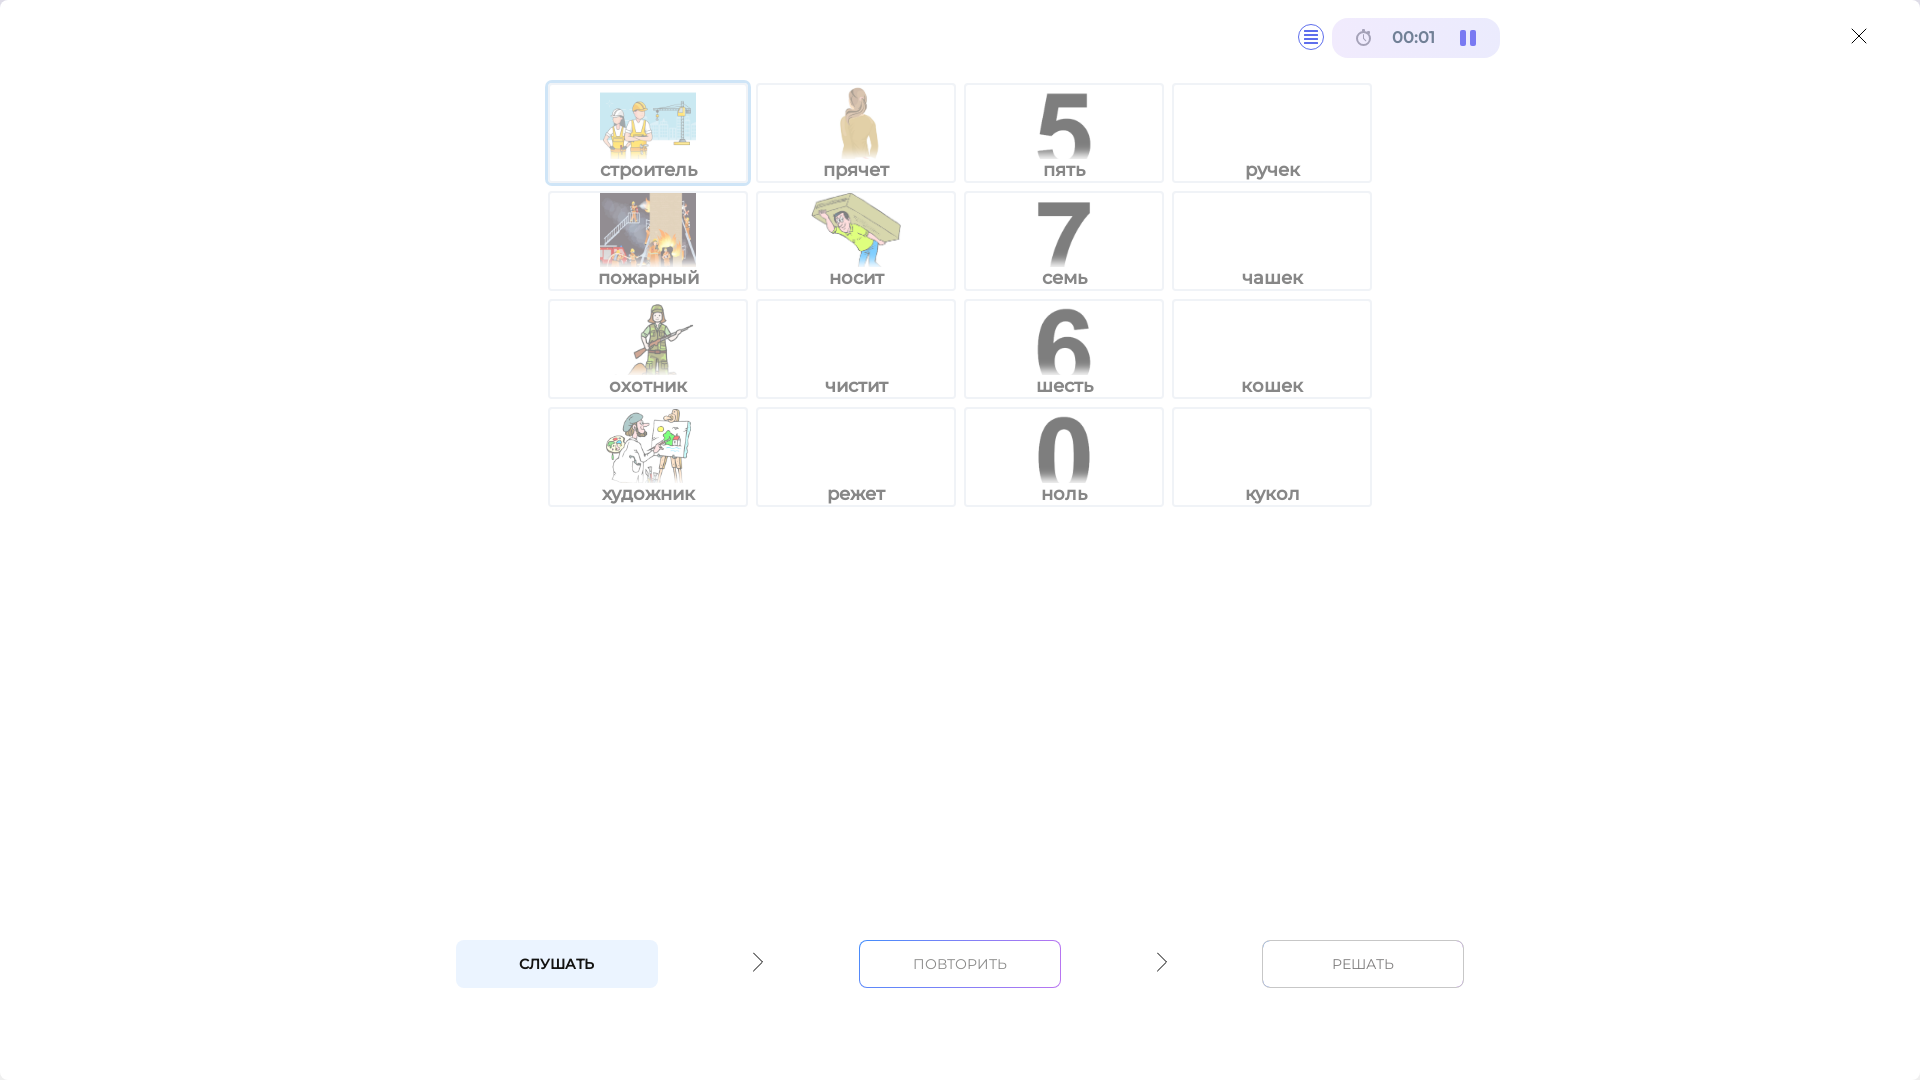 00:01
строитель прячет 5 пять ручек
пожарный носит 7 семь чашек
охотник чистит 6 шесть кошек
художник режет 0 ноль кукол
СЛУШАТЬ ПОВТОРИТЬ РЕШАТЬ